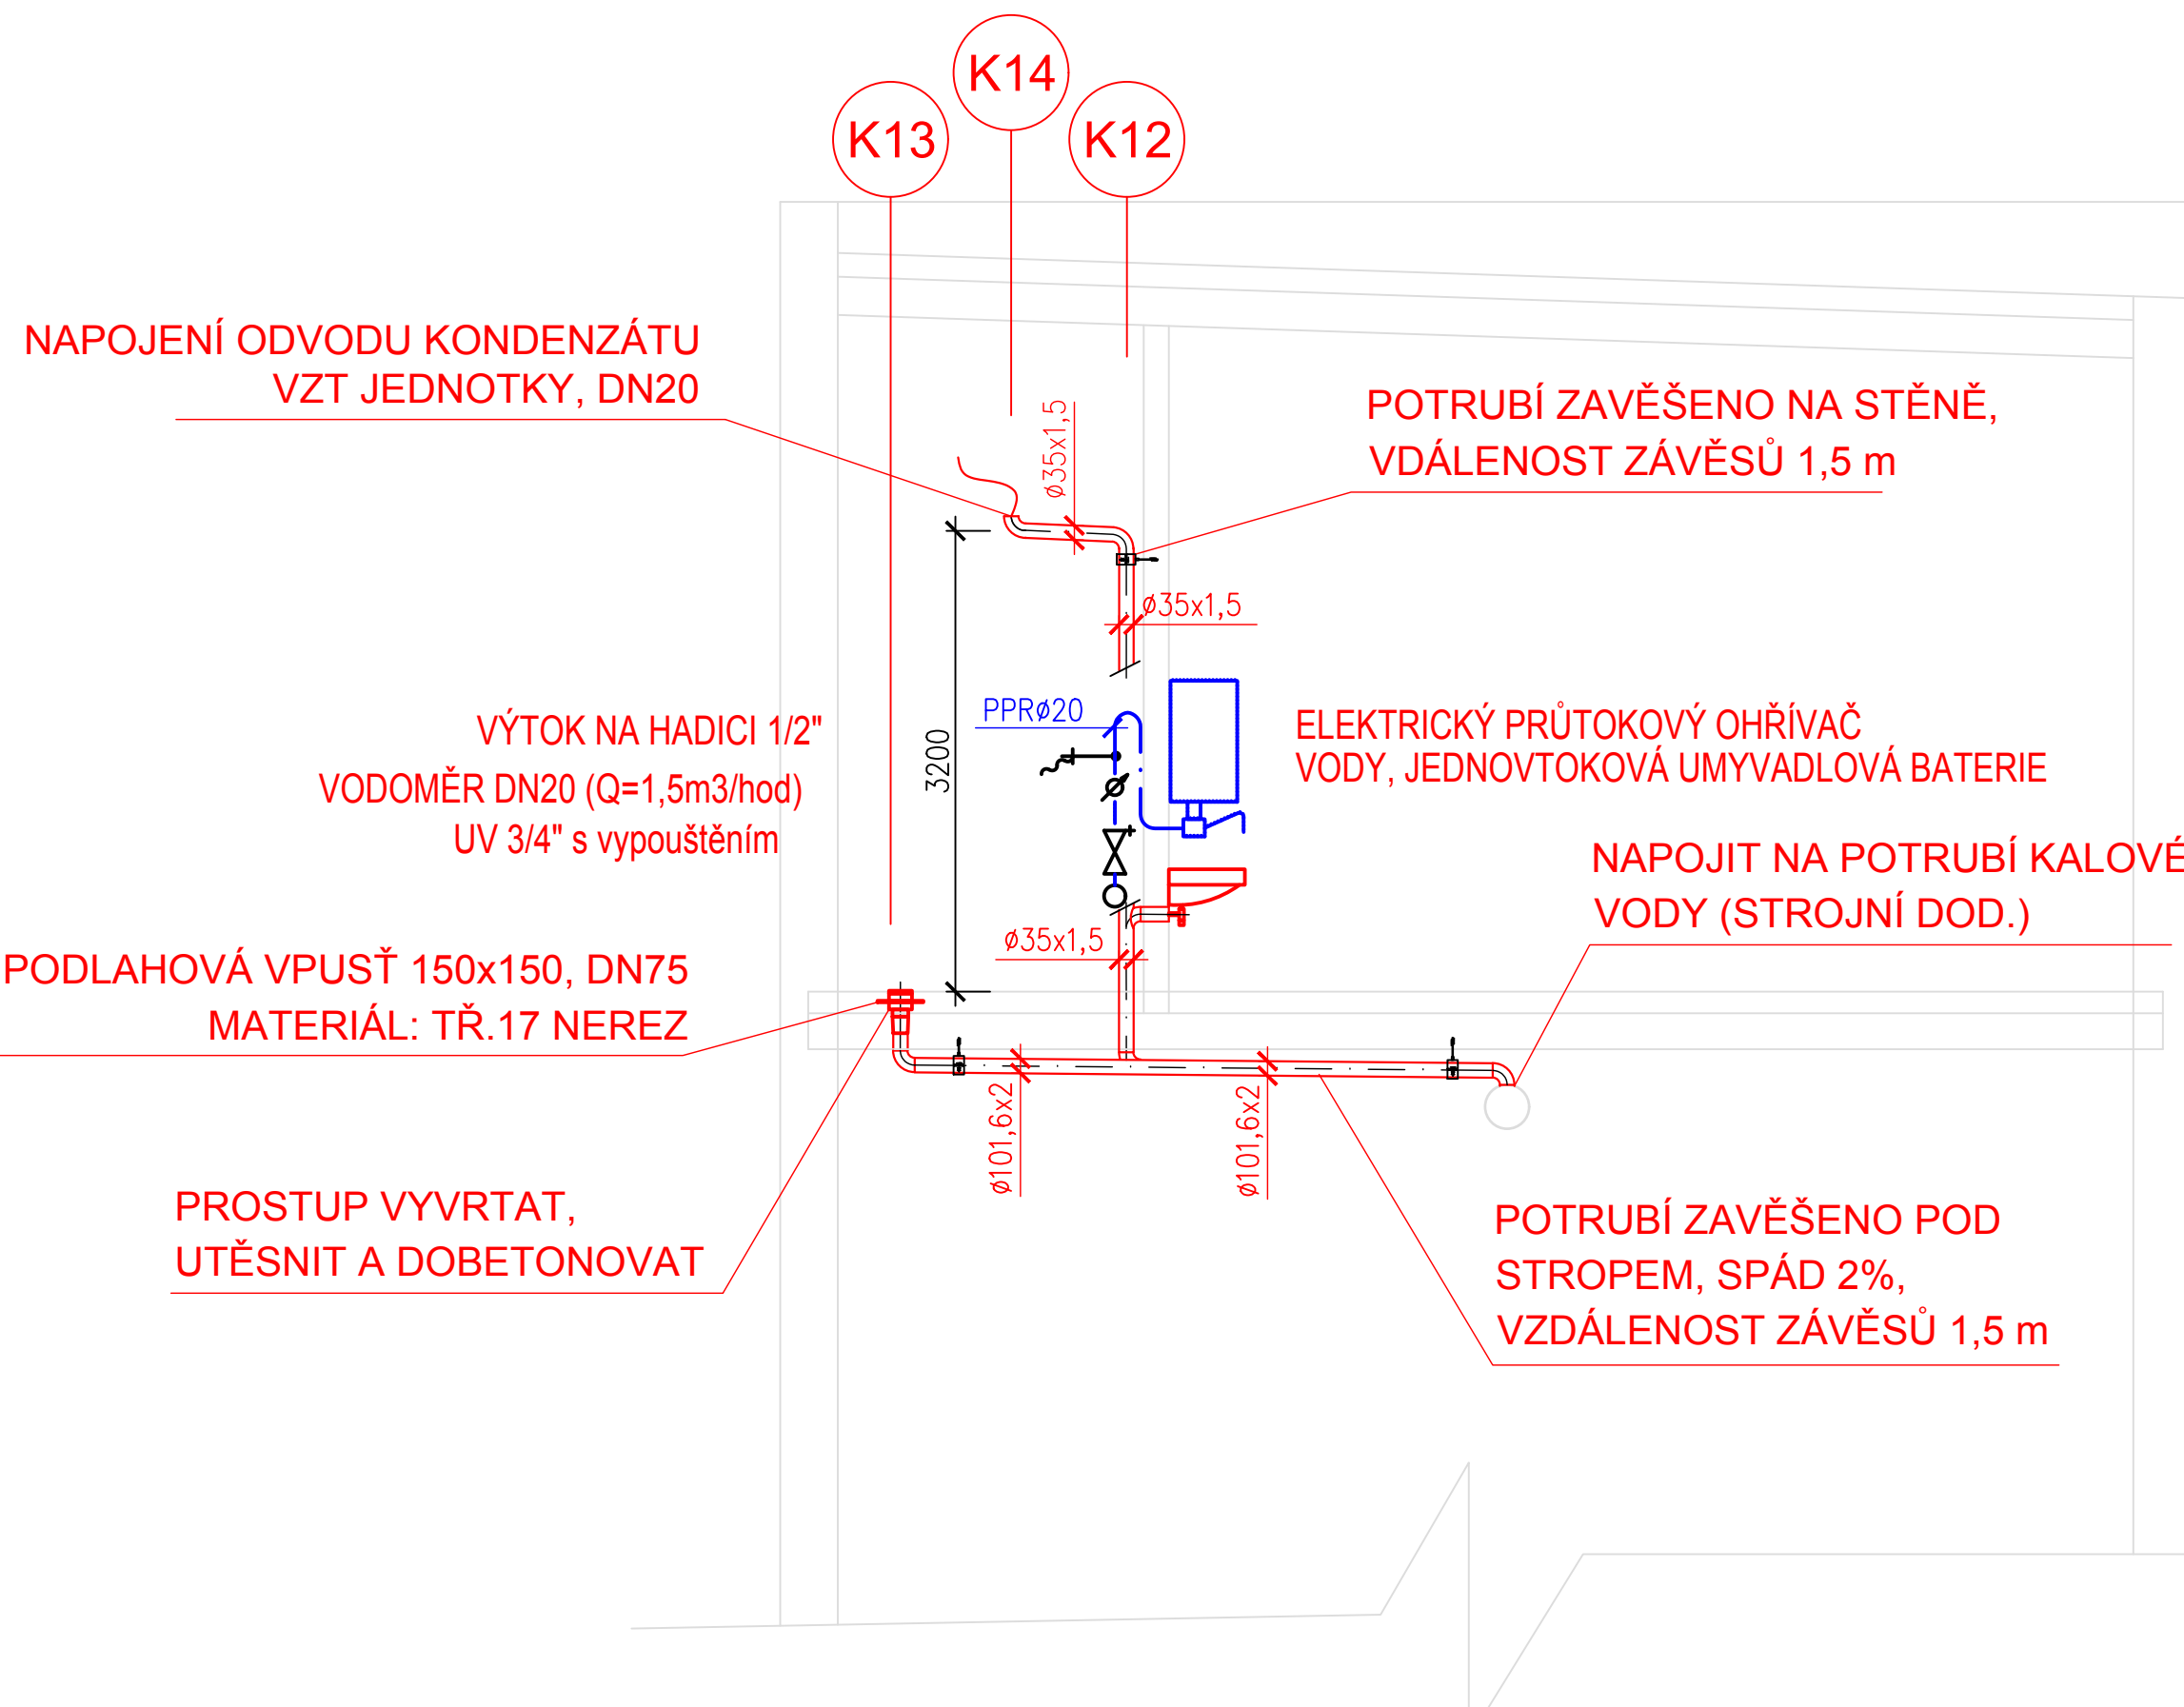 K14
K13
K12
NAPOJENÍ ODVODU KONDENZÁTU
VZT JEDNOTKY, DN20
POTRUBÍ ZAVĚŠENO NA STĚNĚ,
VDÁLENOST ZÁVĚSŮ 1,5 m
ø35x1,5
ø35x1,5
PPRø20
3200
VÝTOK NA HADICI 1/2"
VODOMĚR DN20 (Q=1,5m3/hod)
UV 3/4" s vypouštěním
ELEKTRICKÝ PRŮTOKOVÝ OHŘÍVAČ
VODY, JEDNOVTOKOVÁ UMYVADLOVÁ BATERIE
NAPOJIT NA POTRUBÍ KALOVÉ
VODY (STROJNÍ DOD.)
ø35x1,5
PODLAHOVÁ VPUSŤ 150x150, DN75
MATERIÁL: TŘ.17 NEREZ
ø101,6x2
ø101,6x2
PROSTUP VYVRTAT,
UTĚSNIT A DOBETONOVAT
POTRUBÍ ZAVĚŠENO POD
STROPEM, SPÁD 2%,
VZDÁLENOST ZÁVĚSŮ 1,5 m